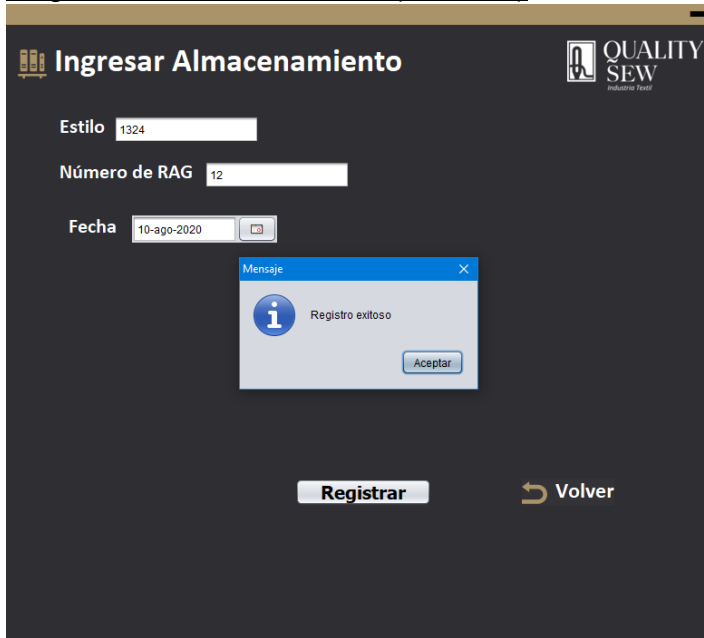 Ingresar Almacenamiento
QUALITY
SEW
Industria Textil
Estilo 1324
Número de RAG 12
Fecha 10-ago-2020
Mensaje
Registro exitoso
Aceptar
Registrar
Volver